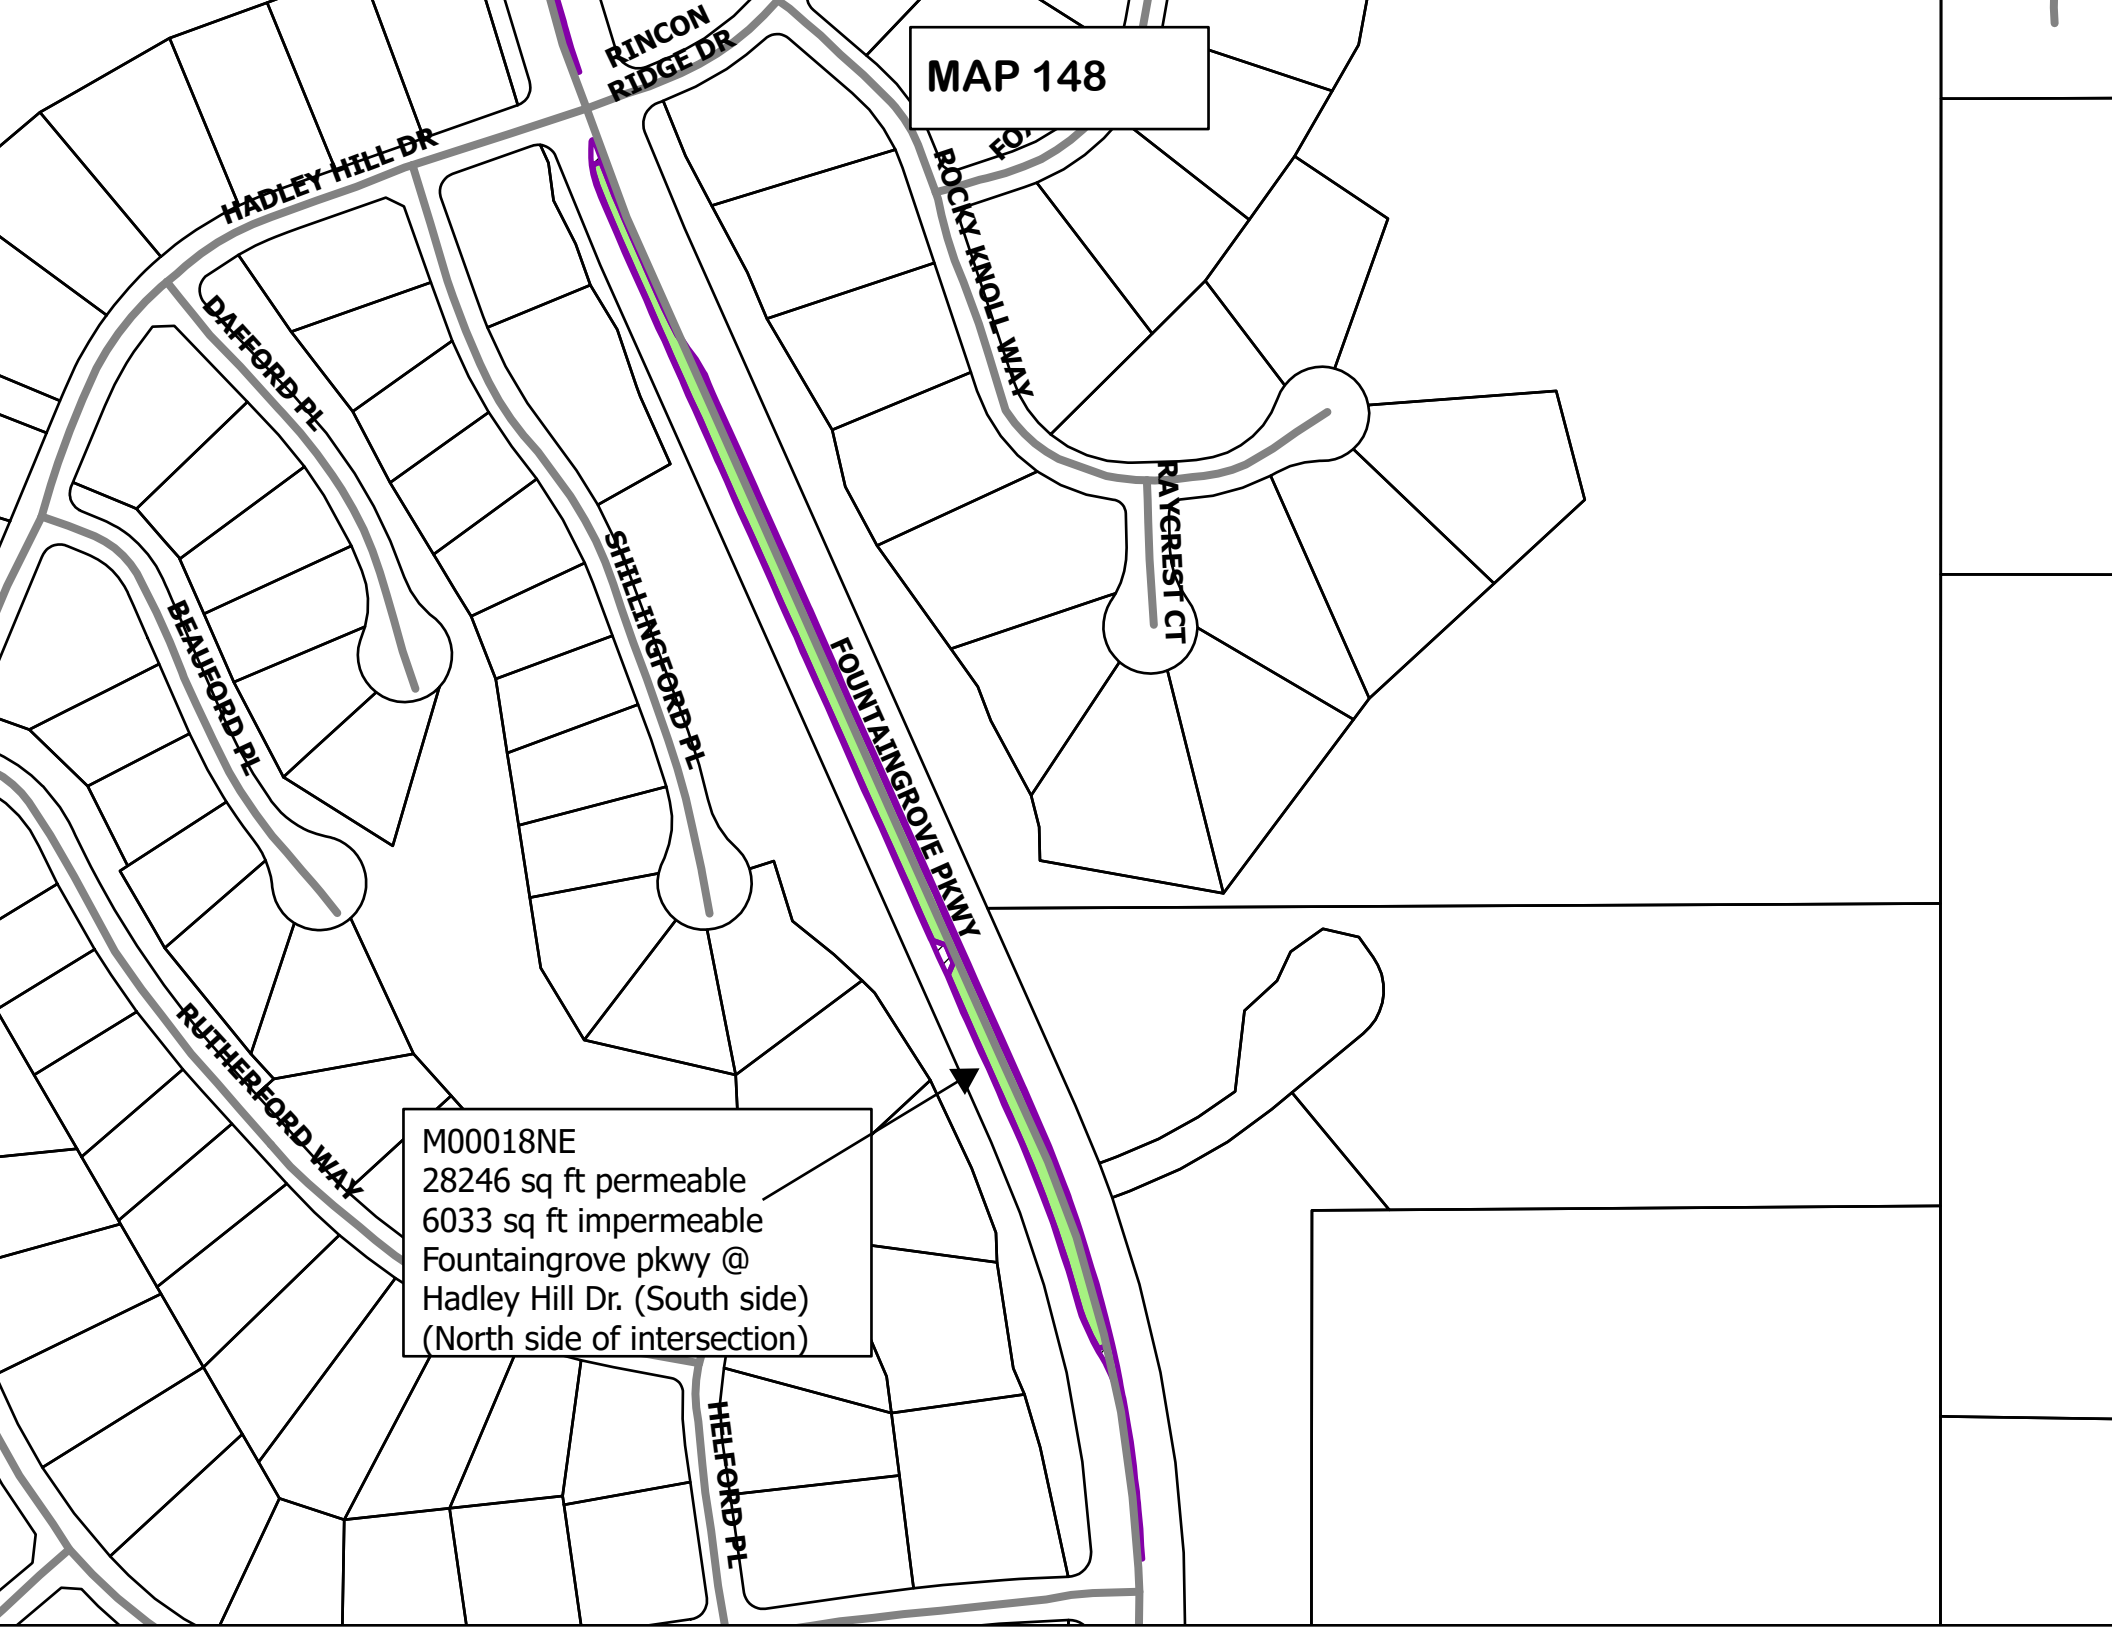 RINCON
RIDGE DR
MAP 148
HADLEY HILL DR
ROCKY KNOLL WAY
DAFFORD PL
RAYCREST CT
SHILLINGFORD PL
BEAUFORD PL
FOUNTAINGROVE PKWY
RUTHERFORD WAY
M00018NE
28246 sq ft permeable
6033 sq ft impermeable
Fountaingrove pkwy @
Hadley Hill Dr. (South side)
(North side of intersection)
HELFORD PL